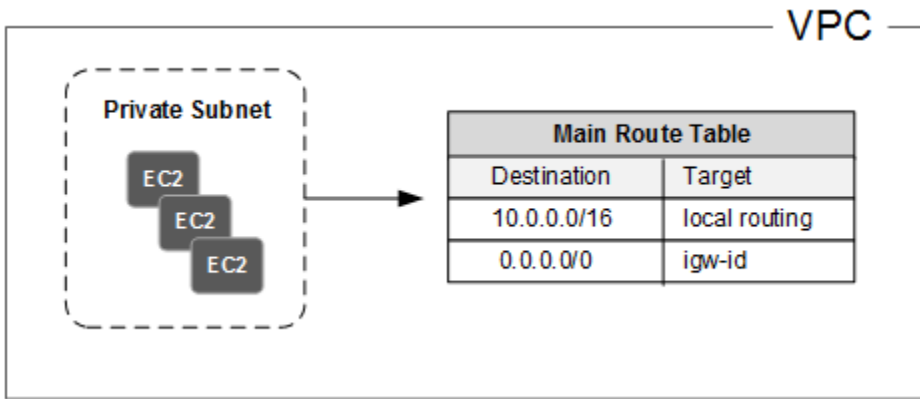 VPC
Private Subnet
EC2
EC2
EC2
Main Route Table
Destination Target
10.0.0.0/16 local routing
0.0.0.0/0 igw-id